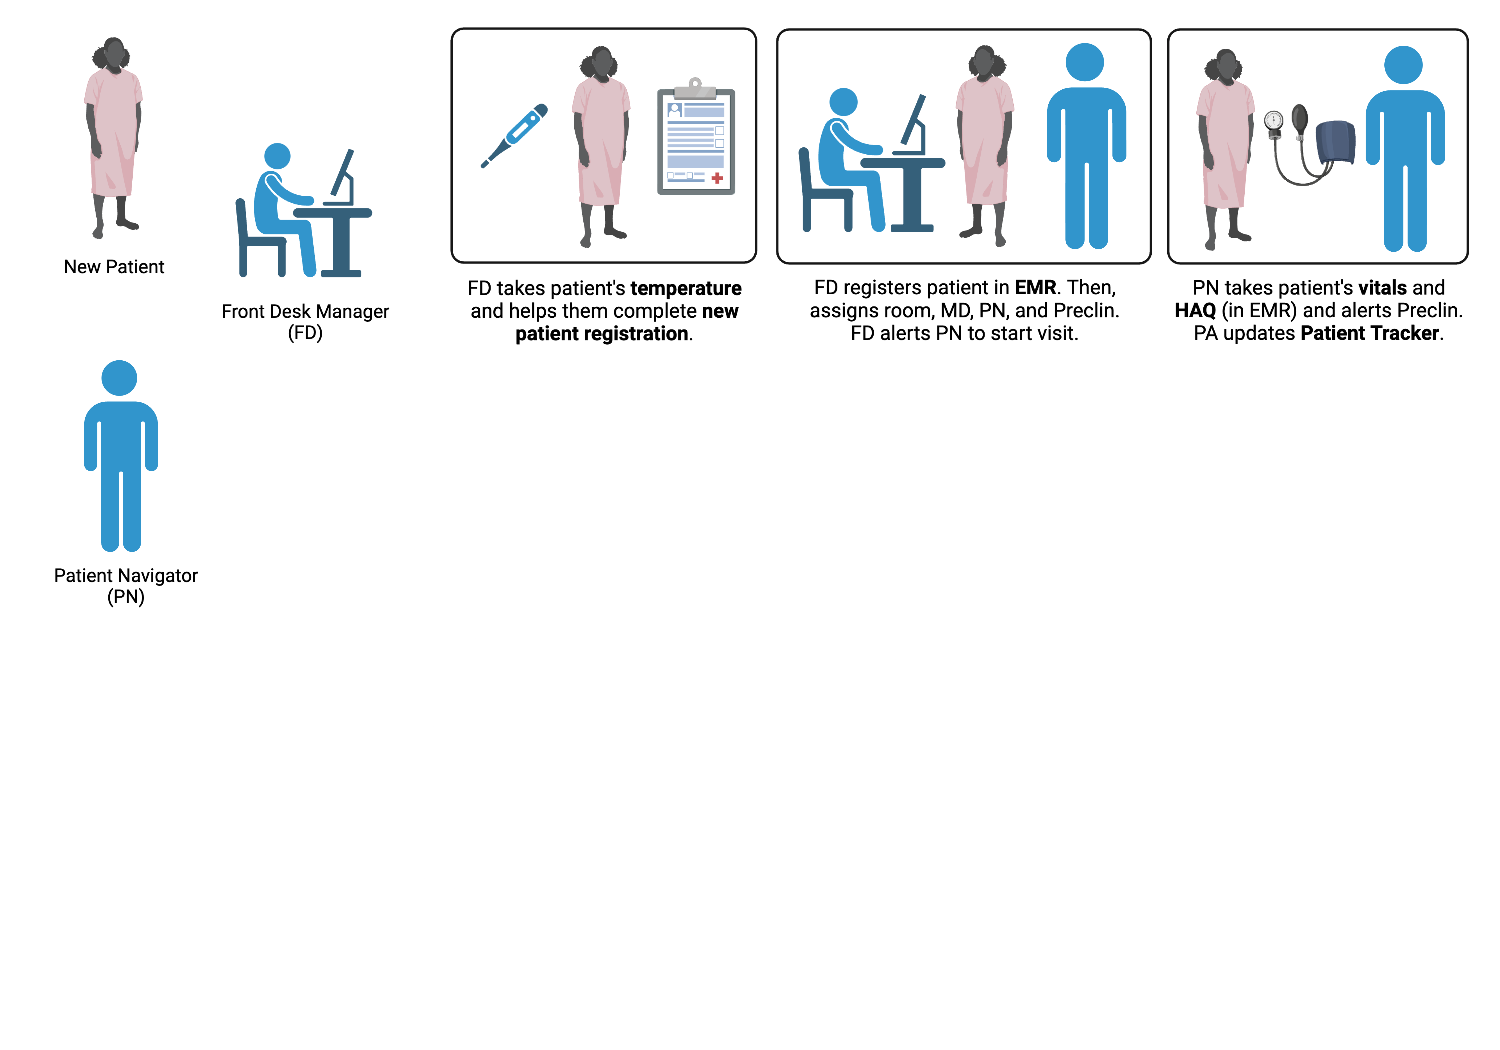 New Patient
Front Desk Manager
(FD)
FD takes patient's temperature
and helps them complete new
patient registration.
FD registers patient in EMR. Then,
assigns room, MD, PN, and Preclin.
FD alerts PN to start visit.
PN takes patient's vitals and
HAQ (in EMR) and alerts Preclin.
PA updates Patient Tracker.
Patient Navigator
(PN)